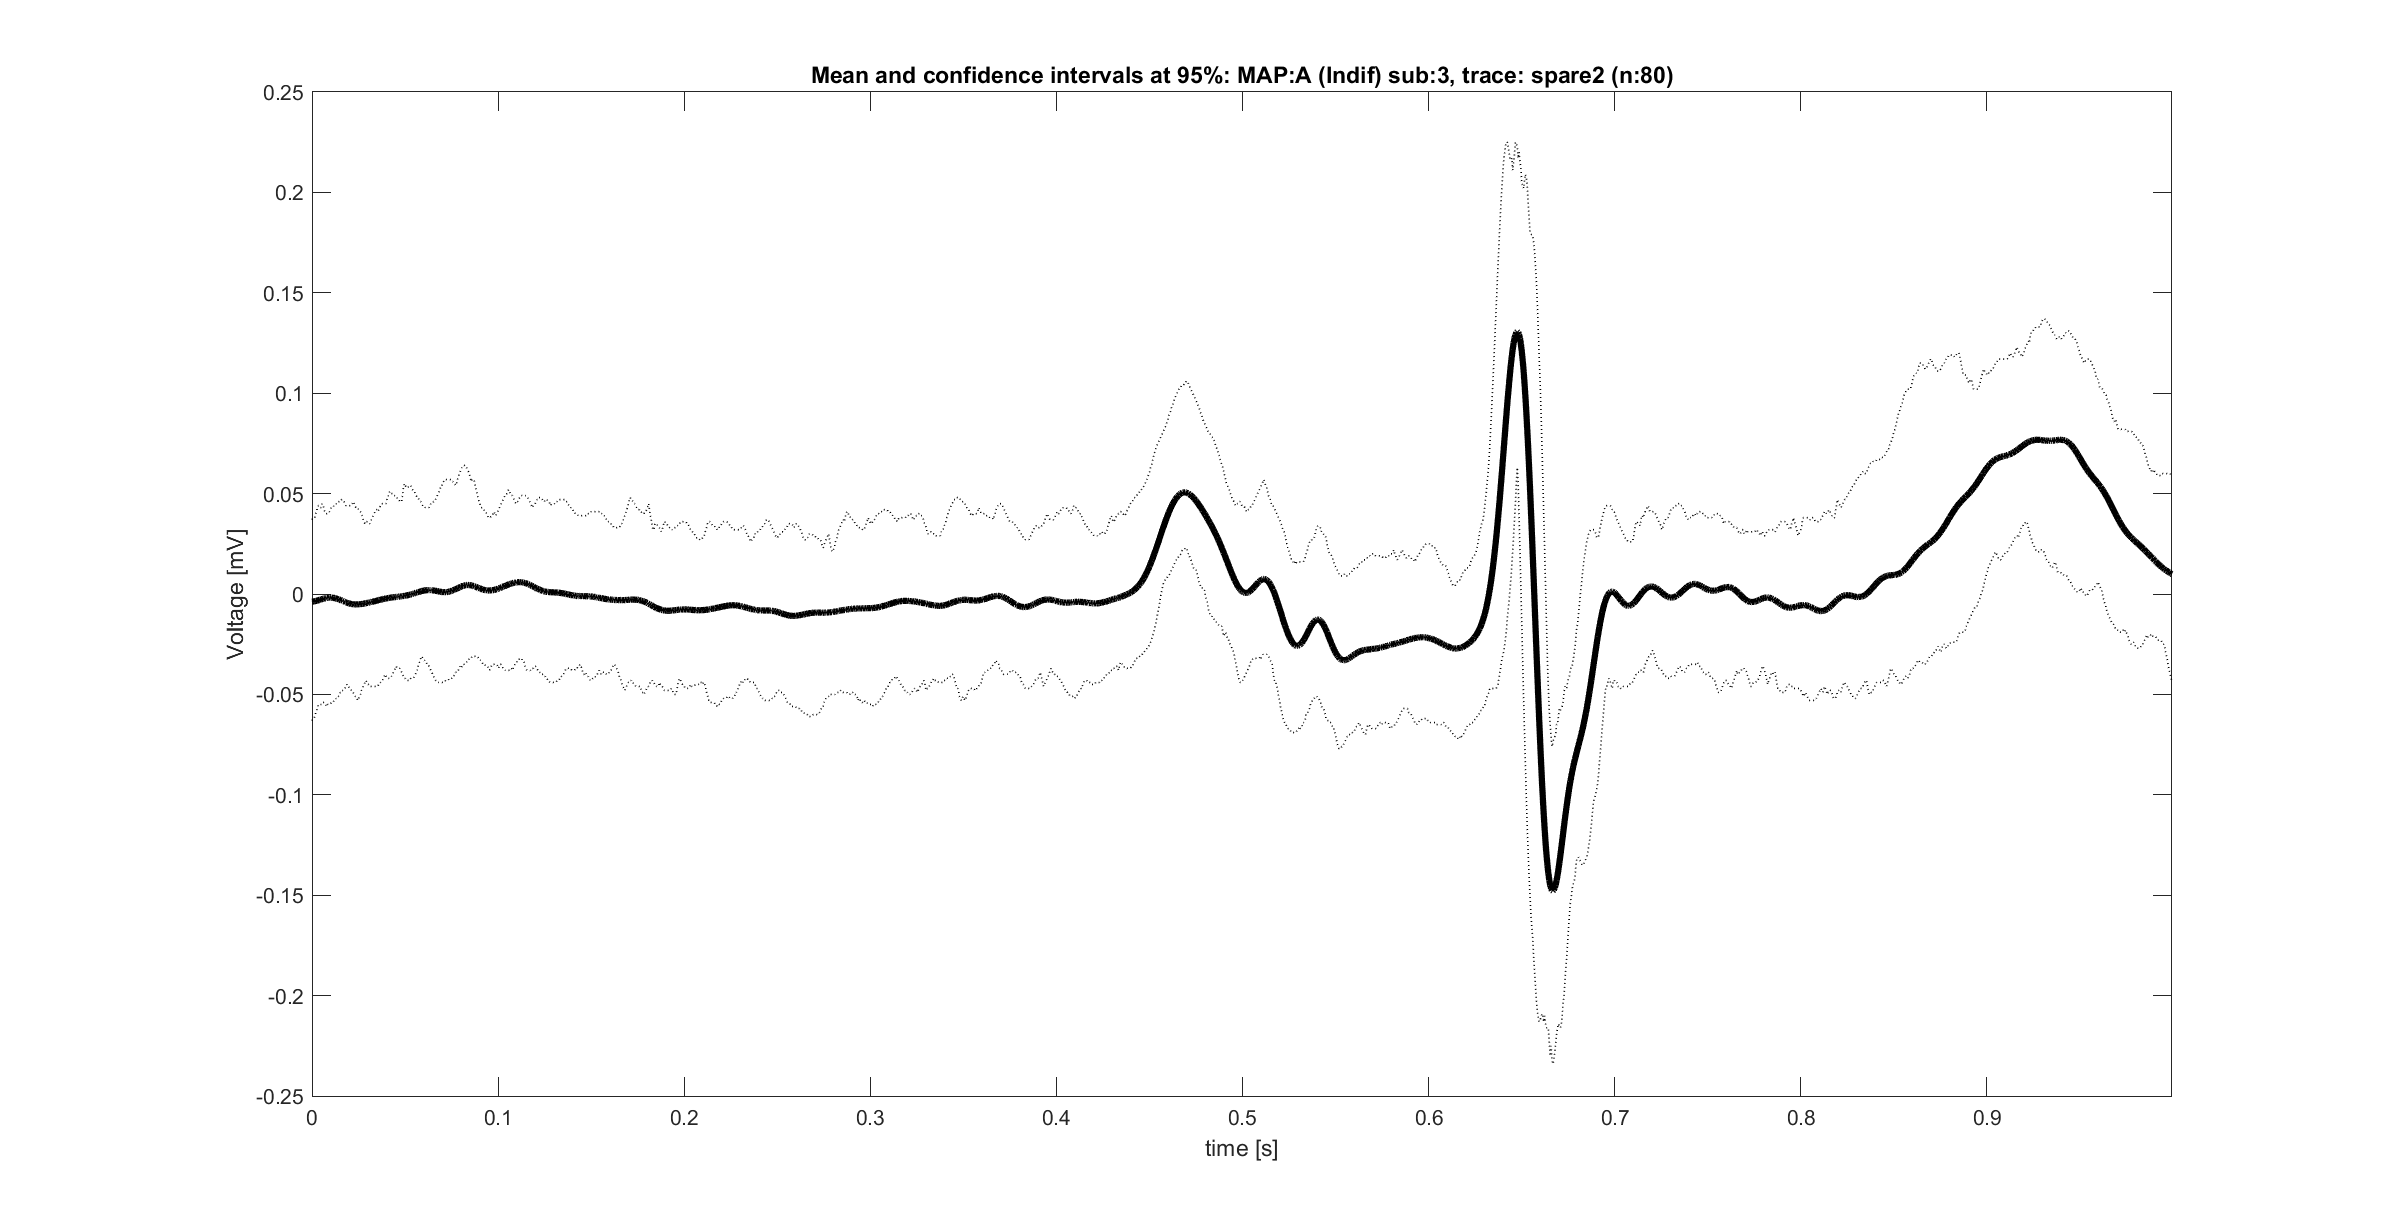 Mean and confidence intervals at 95%: MAP:A (Indif) sub:3, trace: spare2 (n:80)
0.25
0.2
0.15
0.1
0.05
0
-0.05
-0.1
-0.15
-0.2
-0.25
Voltage [mV]
0 0.1 0.2 0.3 0.4 0.5 0.6 0.7 0.8 0.9
time [s]